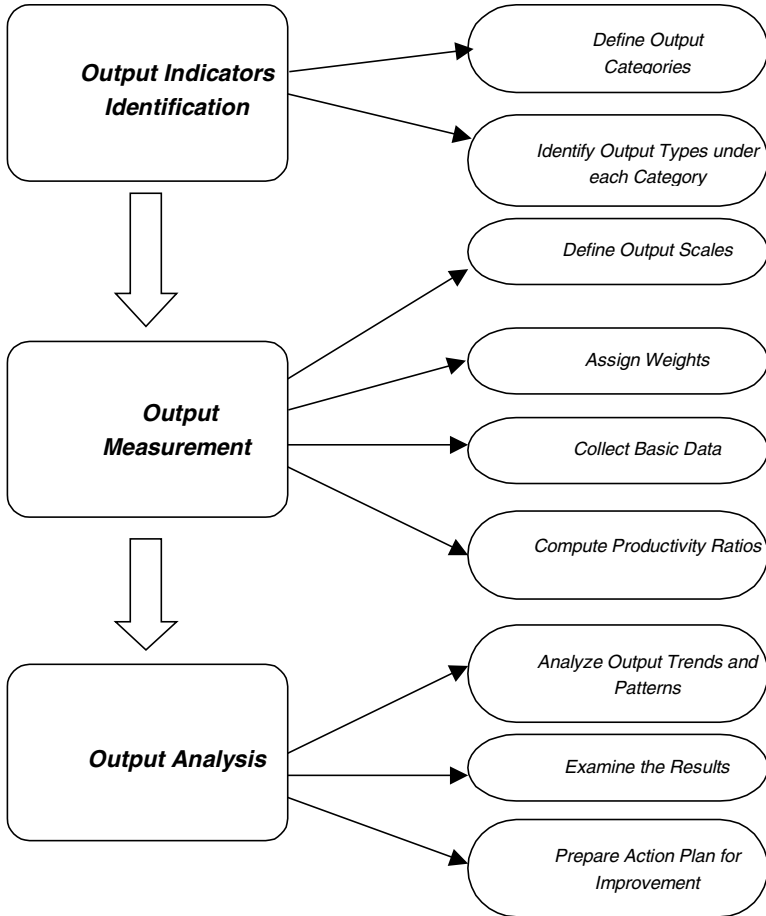 Output Indicators
Identification
Define Output
Categories
Identify Output Types under
each Category
Output
Measurement
Define Output Scales
Assign Weights
Collect Basic Data
Compute Productivity Ratios
Output Analysis
Analyze Output Trends and
Patterns
Examine the Results
Prepare Action Plan for
Improvement